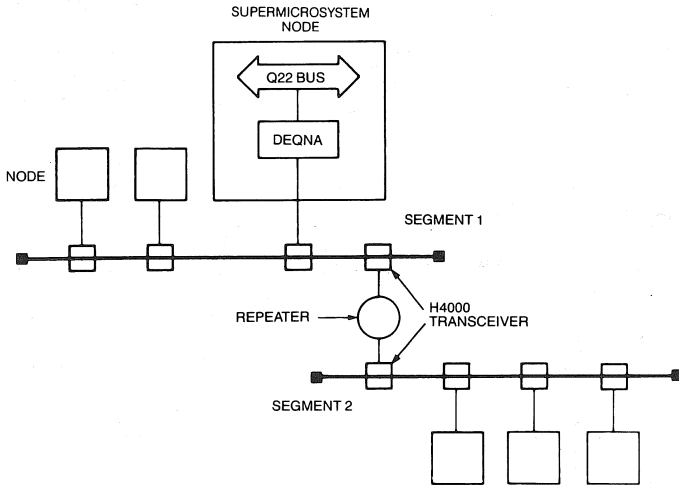 SUPERMICROSYSTEM
NODE
Q22 BUS
DEQNA
NODE
SEGMENT 1
REPEATER
H4000
TRANSCEIVER
SEGMENT 2